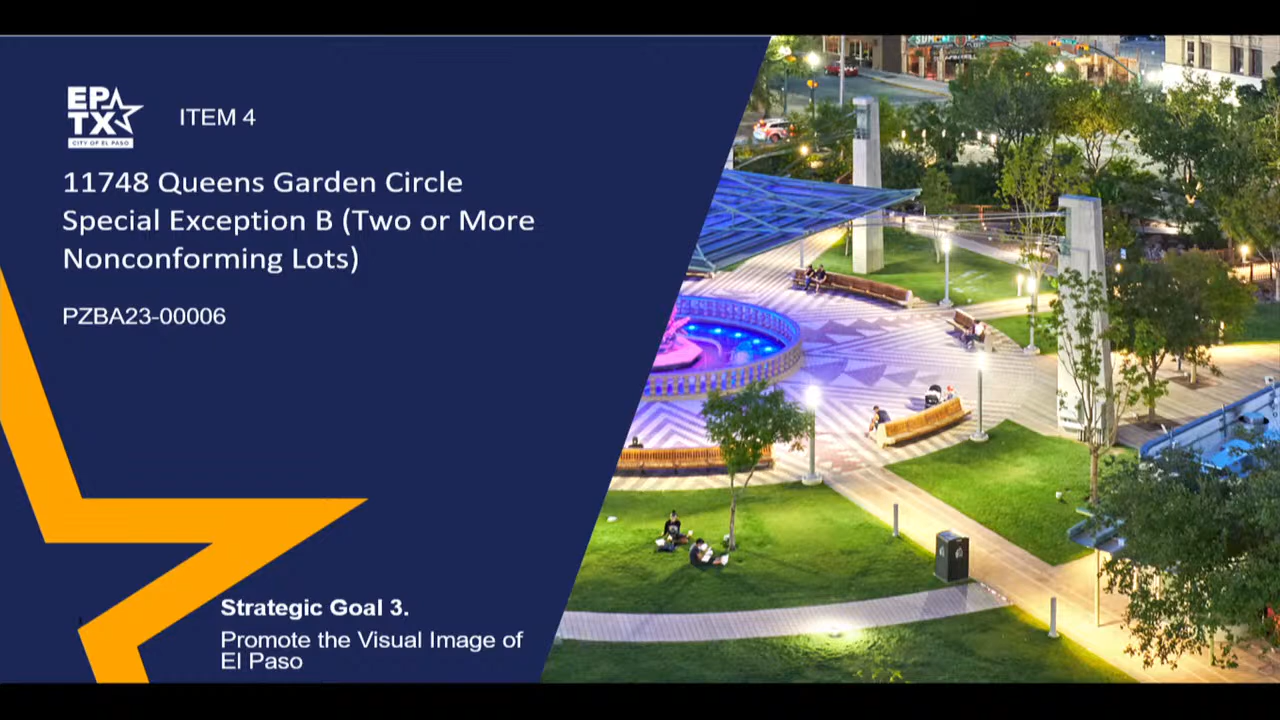 EP
TX
CITY OF EL PASO
ITEM 4
11748 Queens Garden Circle
Special Exception B (Two or More
Nonconforming Lots)
PZBA23-00006
Strategic Goal 3.
Promote the Visual Image of
El Paso